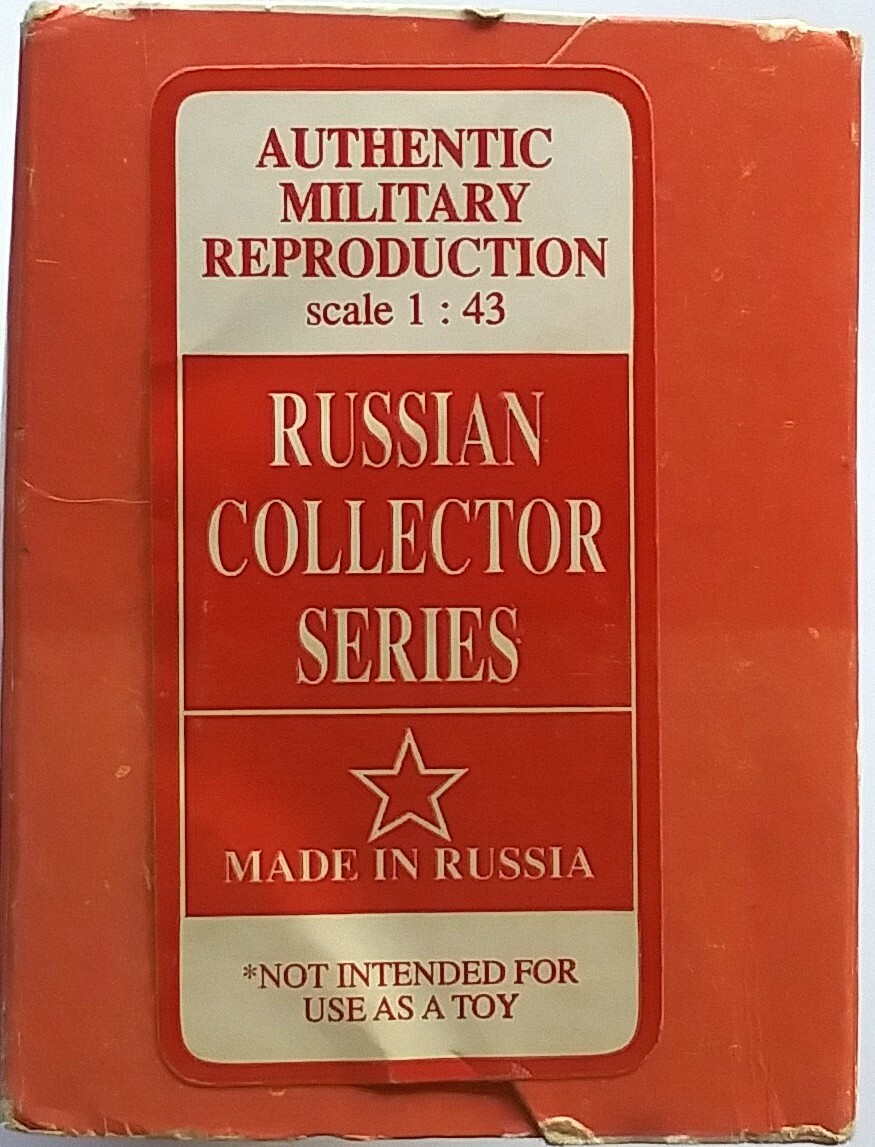 AUTHENTIC
MILITARY
REPRODUCTION
scale 1 : 43
RUSSIAN
COLLECTOR
SERIES
MADE IN RUSSIA
*NOT INTENDED FOR
USE AS A TOY